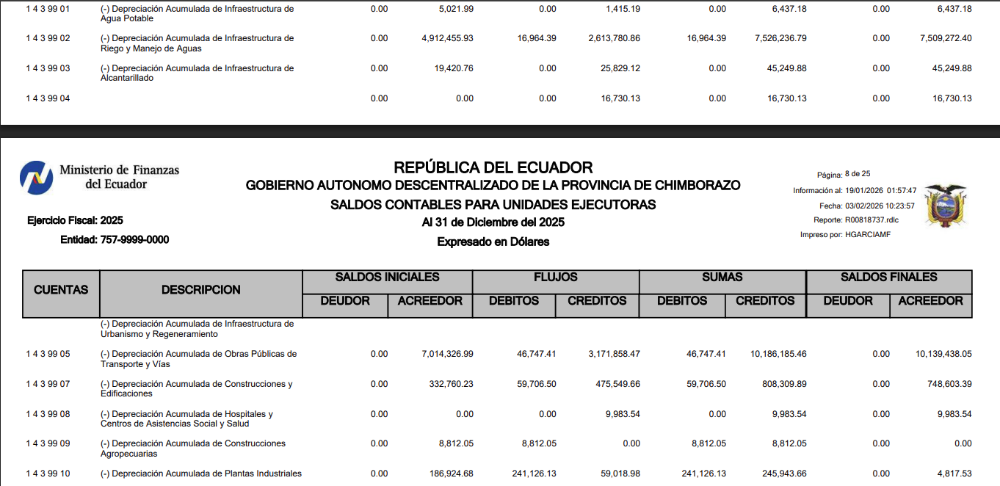 1 4 3 99 01 (-) Depreciación Acumulada de Infraestructura de 0.00 5,021.99 0.00 1,415.19 0.00 6,437.18 0.00 6,437.18
Agua Potable
1 4 3 99 02 (-) Depreciación Acumulada de Infraestructura de 0.00 4,912,455.93 16,964.39 2,613,780.86 16,964.39 7,526,236.79 0.00 7,509,272.40
Riego y Manejo de Aguas
1 4 3 99 03 (-) Depreciación Acumulada de Infraestructura de 0.00 19,420.76 0.00 25,829.12 0.00 45,249.88 0.00 45,249.88
Alcantarillado
1 4 3 99 04 0.00 0.00 0.00 16,730.13 0.00 16,730.13 0.00 16,730.13
Ministerio de Finanzas
del Ecuador
REPÚBLICA DEL ECUADOR
GOBIERNO AUTONOMO DESCENTRALIZADO DE LA PROVINCIA DE CHIMBORAZO
SALDOS CONTABLES PARA UNIDADES EJECUTORAS
Al 31 de Diciembre del 2025
Expresado en Dólares
Página: 8 de 25
Información al: 19/01/2026 01:57:47
Fecha: 03/02/2026 10:23:57
Reporte: R00818737.rdlc
Impreso por: HGARCIAMF
Ejercicio Fiscal: 2025
Entidad: 757-9999-0000
CUENTAS DESCRIPCION SALDOS INICIALES FLUJOS SUMAS SALDOS FINALES
DEUDOR ACREEDOR DEBITOS CREDITOS DEBITOS CREDITOS DEUDOR ACREEDOR
(-) Depreciación Acumulada de Infraestructura de
Urbanismo y Regeneramiento
1 4 3 99 05 (-) Depreciación Acumulada de Obras Públicas de 0.00 7,014,326.99 46,747.41 3,171,858.47 46,747.41 10,186,185.46 0.00 10,139,438.05
Transporte y Vías
1 4 3 99 07 (-) Depreciación Acumulada de Construcciones y 0.00 332,760.23 59,706.50 475,549.66 59,706.50 808,309.89 0.00 748,603.39
Edificaciones
1 4 3 99 08 (-) Depreciación Acumulada de Hospitales y 0.00 0.00 0.00 9,983.54 0.00 9,983.54 0.00 9,983.54
Centros de Asistencias Social y Salud
1 4 3 99 09 (-) Depreciación Acumulada de Construcciones 0.00 8,812.05 8,812.05 0.00 8,812.05 8,812.05 0.00 0.00
Agropecuarias
1 4 3 99 10 (-) Depreciación Acumulada de Plantas Industriales 0.00 186,924.68 241,126.13 59,018.98 241,126.13 245,943.66 0.00 4,817.53